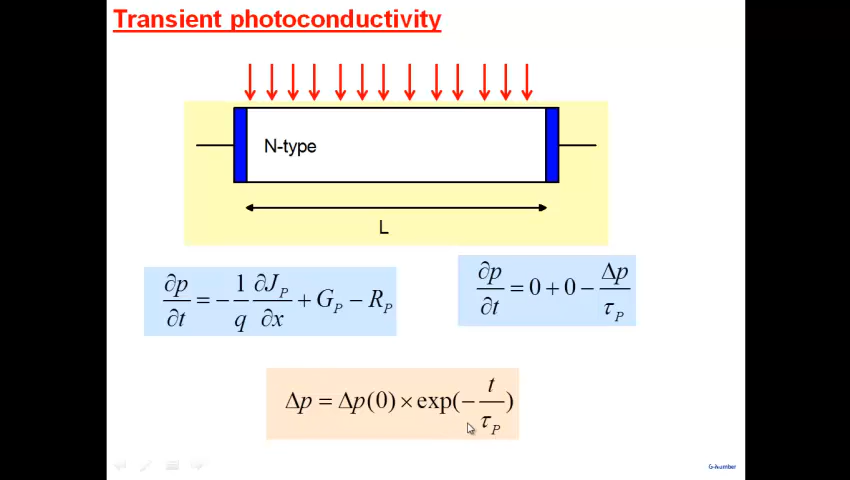 Transient photoconductivity
N-type
L
∂p/∂t = − 1/q ∂J_P/∂x + G_P − R_P
∂p/∂t = 0 + 0 − Δp/τ_P
Δp = Δp(0) × exp(− t/τ_P)